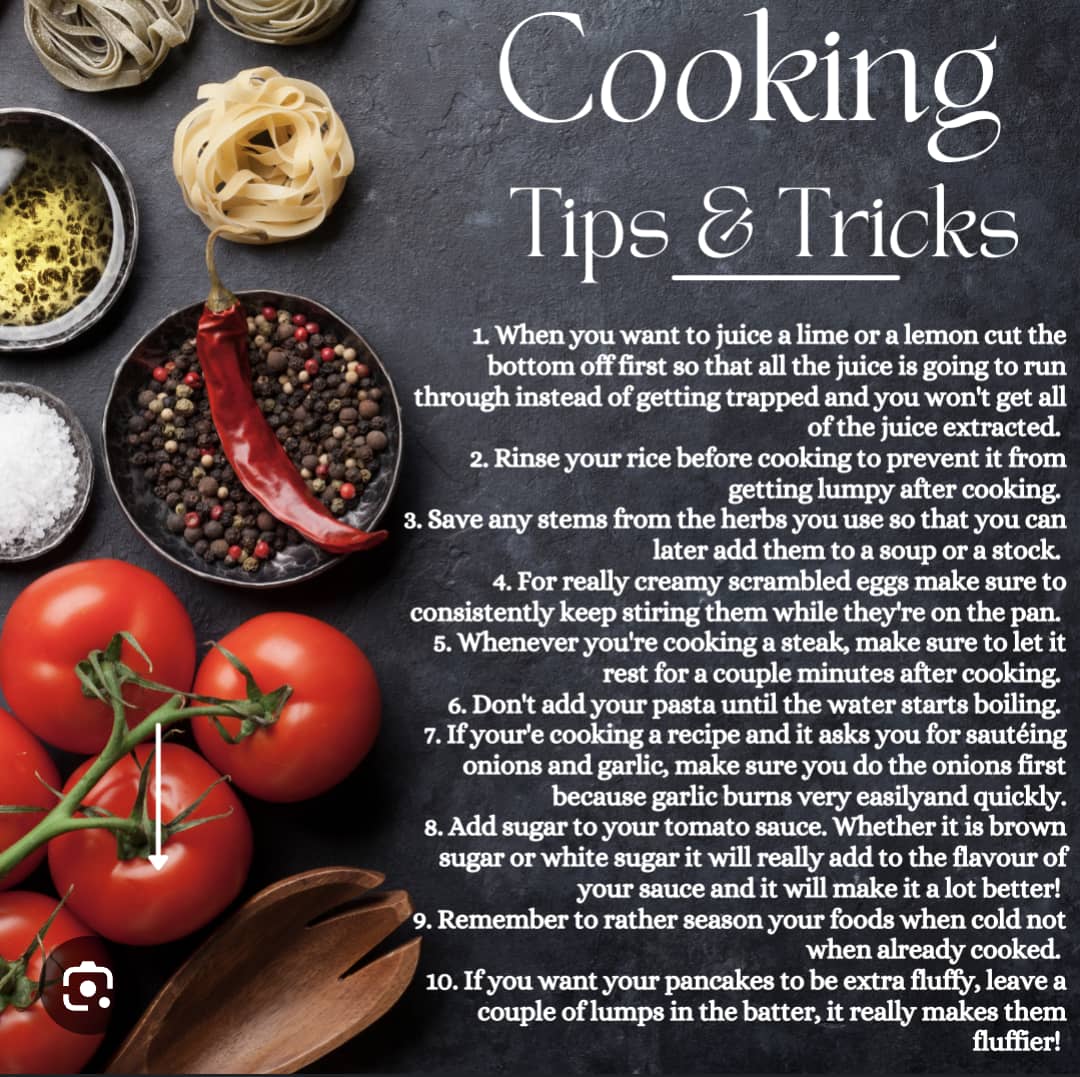 Cooking
Tips & Tricks
1. When you want to juice a lime or a lemon cut the
bottom off first so that all the juice is going to run
through instead of getting trapped and you won't get all
of the juice extracted.
2. Rinse your rice before cooking to prevent it from
getting lumpy after cooking.
3. Save any stems from the herbs you use so that you can
later add them to a soup or a stock.
4. For really creamy scrambled eggs make sure to
consistently keep stiring them while they're on the pan.
5. Whenever you're cooking a steak, make sure to let it
rest for a couple minutes after cooking.
6. Don't add your pasta until the water starts boiling.
7. If your'e cooking a recipe and it asks you for sautéing
onions and garlic, make sure you do the onions first
because garlic burns very easilyand quickly.
8. Add sugar to your tomato sauce. Whether it is brown
sugar or white sugar it will really add to the flavour of
your sauce and it will make it a lot better!
9. Remember to rather season your foods when cold not
when already cooked.
10. If you want your pancakes to be extra fluffy, leave a
couple of lumps in the batter, it really makes them
fluffier!